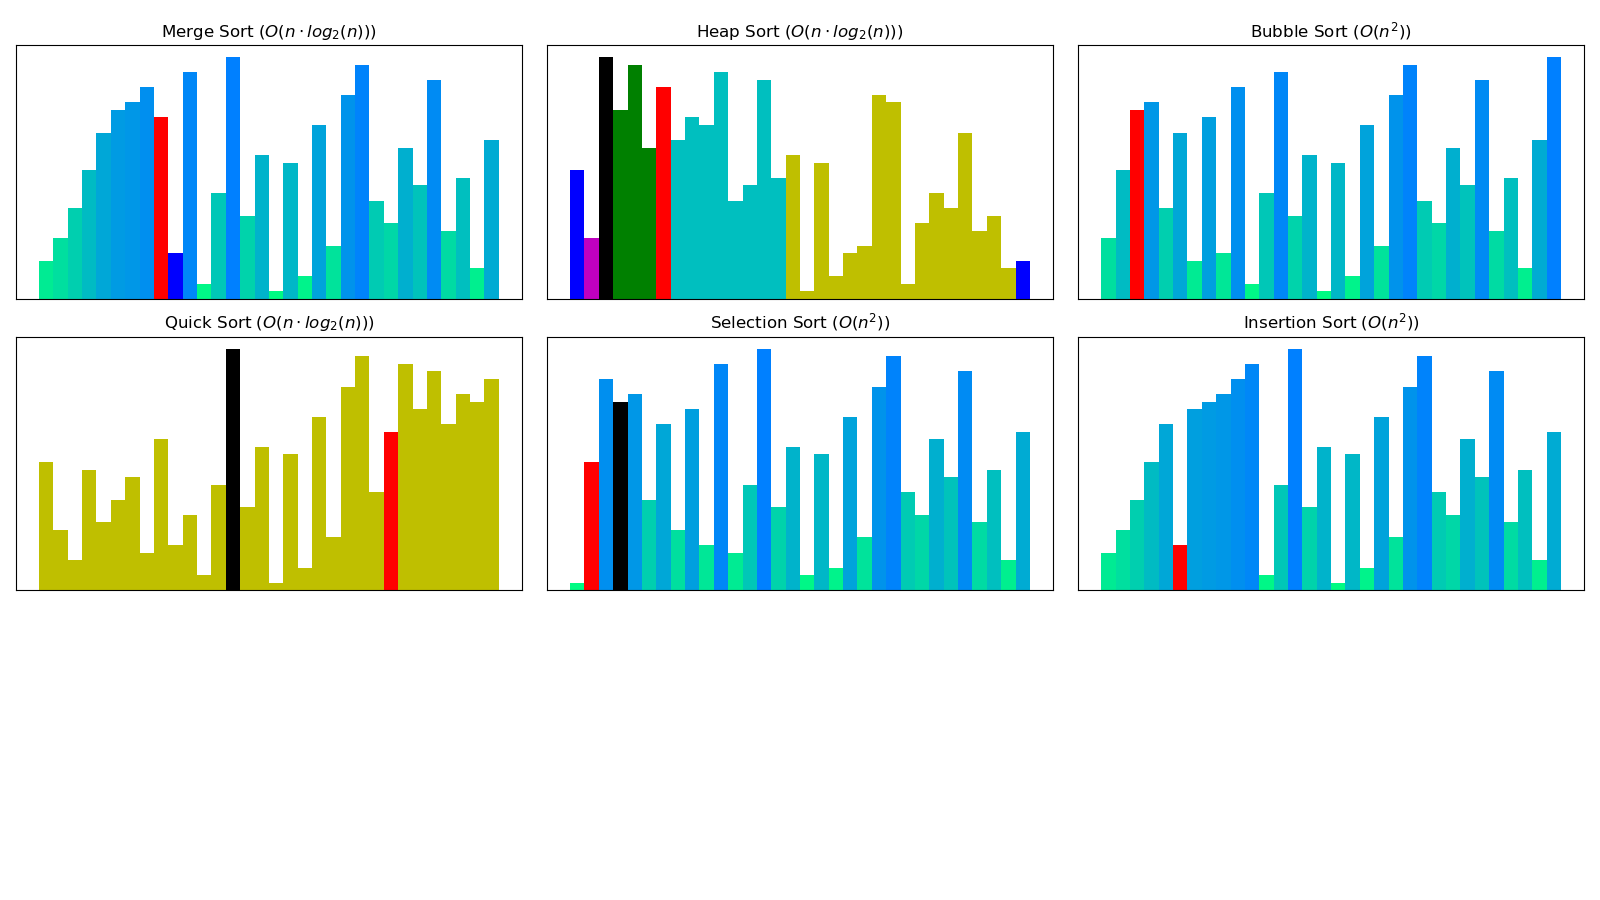 Merge Sort (O(n · log₂(n)))
Heap Sort (O(n · log₂(n)))
Bubble Sort (O(n²))
Quick Sort (O(n · log₂(n)))
Selection Sort (O(n²))
Insertion Sort (O(n²))